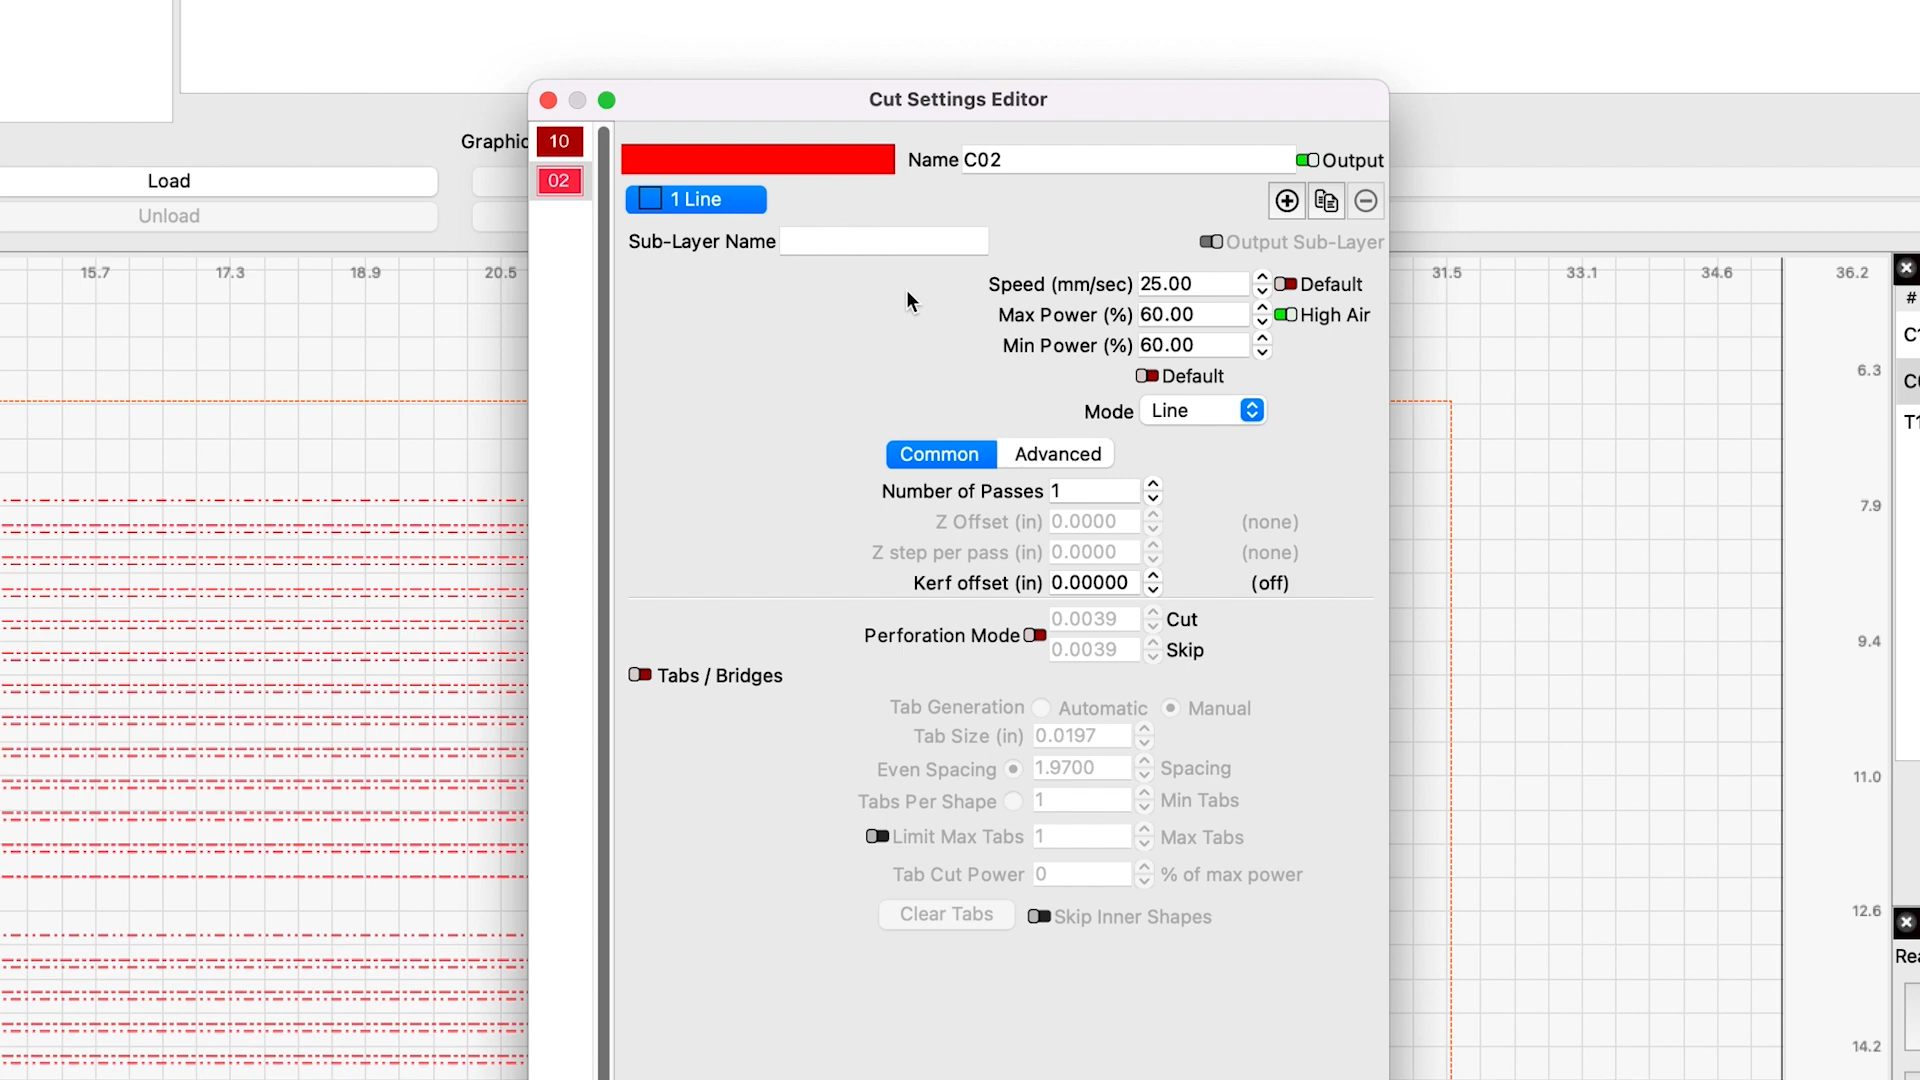 Cut Settings Editor
Graphic
10
02
Load
Unload
Name C02
Output
1 Line
Sub-Layer Name
Output Sub-Layer
15.7
17.3
18.9
20.5
31.5
33.1
34.6
36.2
#
Speed (mm/sec) 25.00
Default
Max Power (%) 60.00
High Air
Min Power (%) 60.00
Default
6.3
Mode Line
Common
Advanced
Number of Passes 1
7.9
Z Offset (in) 0.0000
(none)
Z step per pass (in) 0.0000
(none)
Kerf offset (in) 0.00000
(off)
Perforation Mode
0.0039 Cut
0.0039 Skip
9.4
Tabs / Bridges
Tab Generation Automatic Manual
Tab Size (in) 0.0197
Even Spacing 1.9700 Spacing
11.0
Tabs Per Shape 1 Min Tabs
Limit Max Tabs 1 Max Tabs
Tab Cut Power 0 % of max power
Clear Tabs
Skip Inner Shapes
12.6
14.2